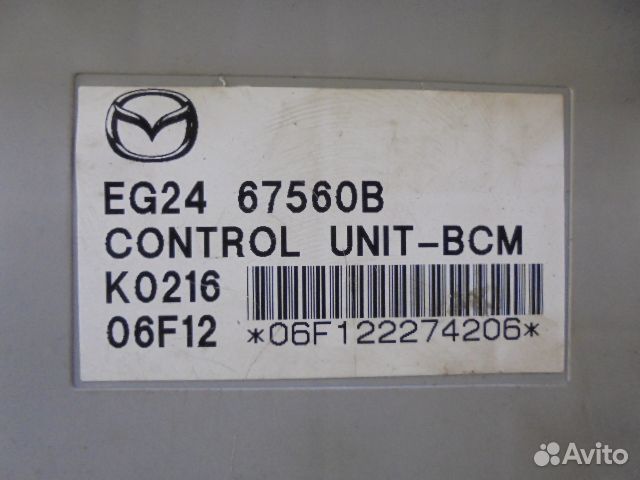 EG24 67560B
CONTROL UNIT-BCM
K0216
06F12 *06F122274206*
Avito